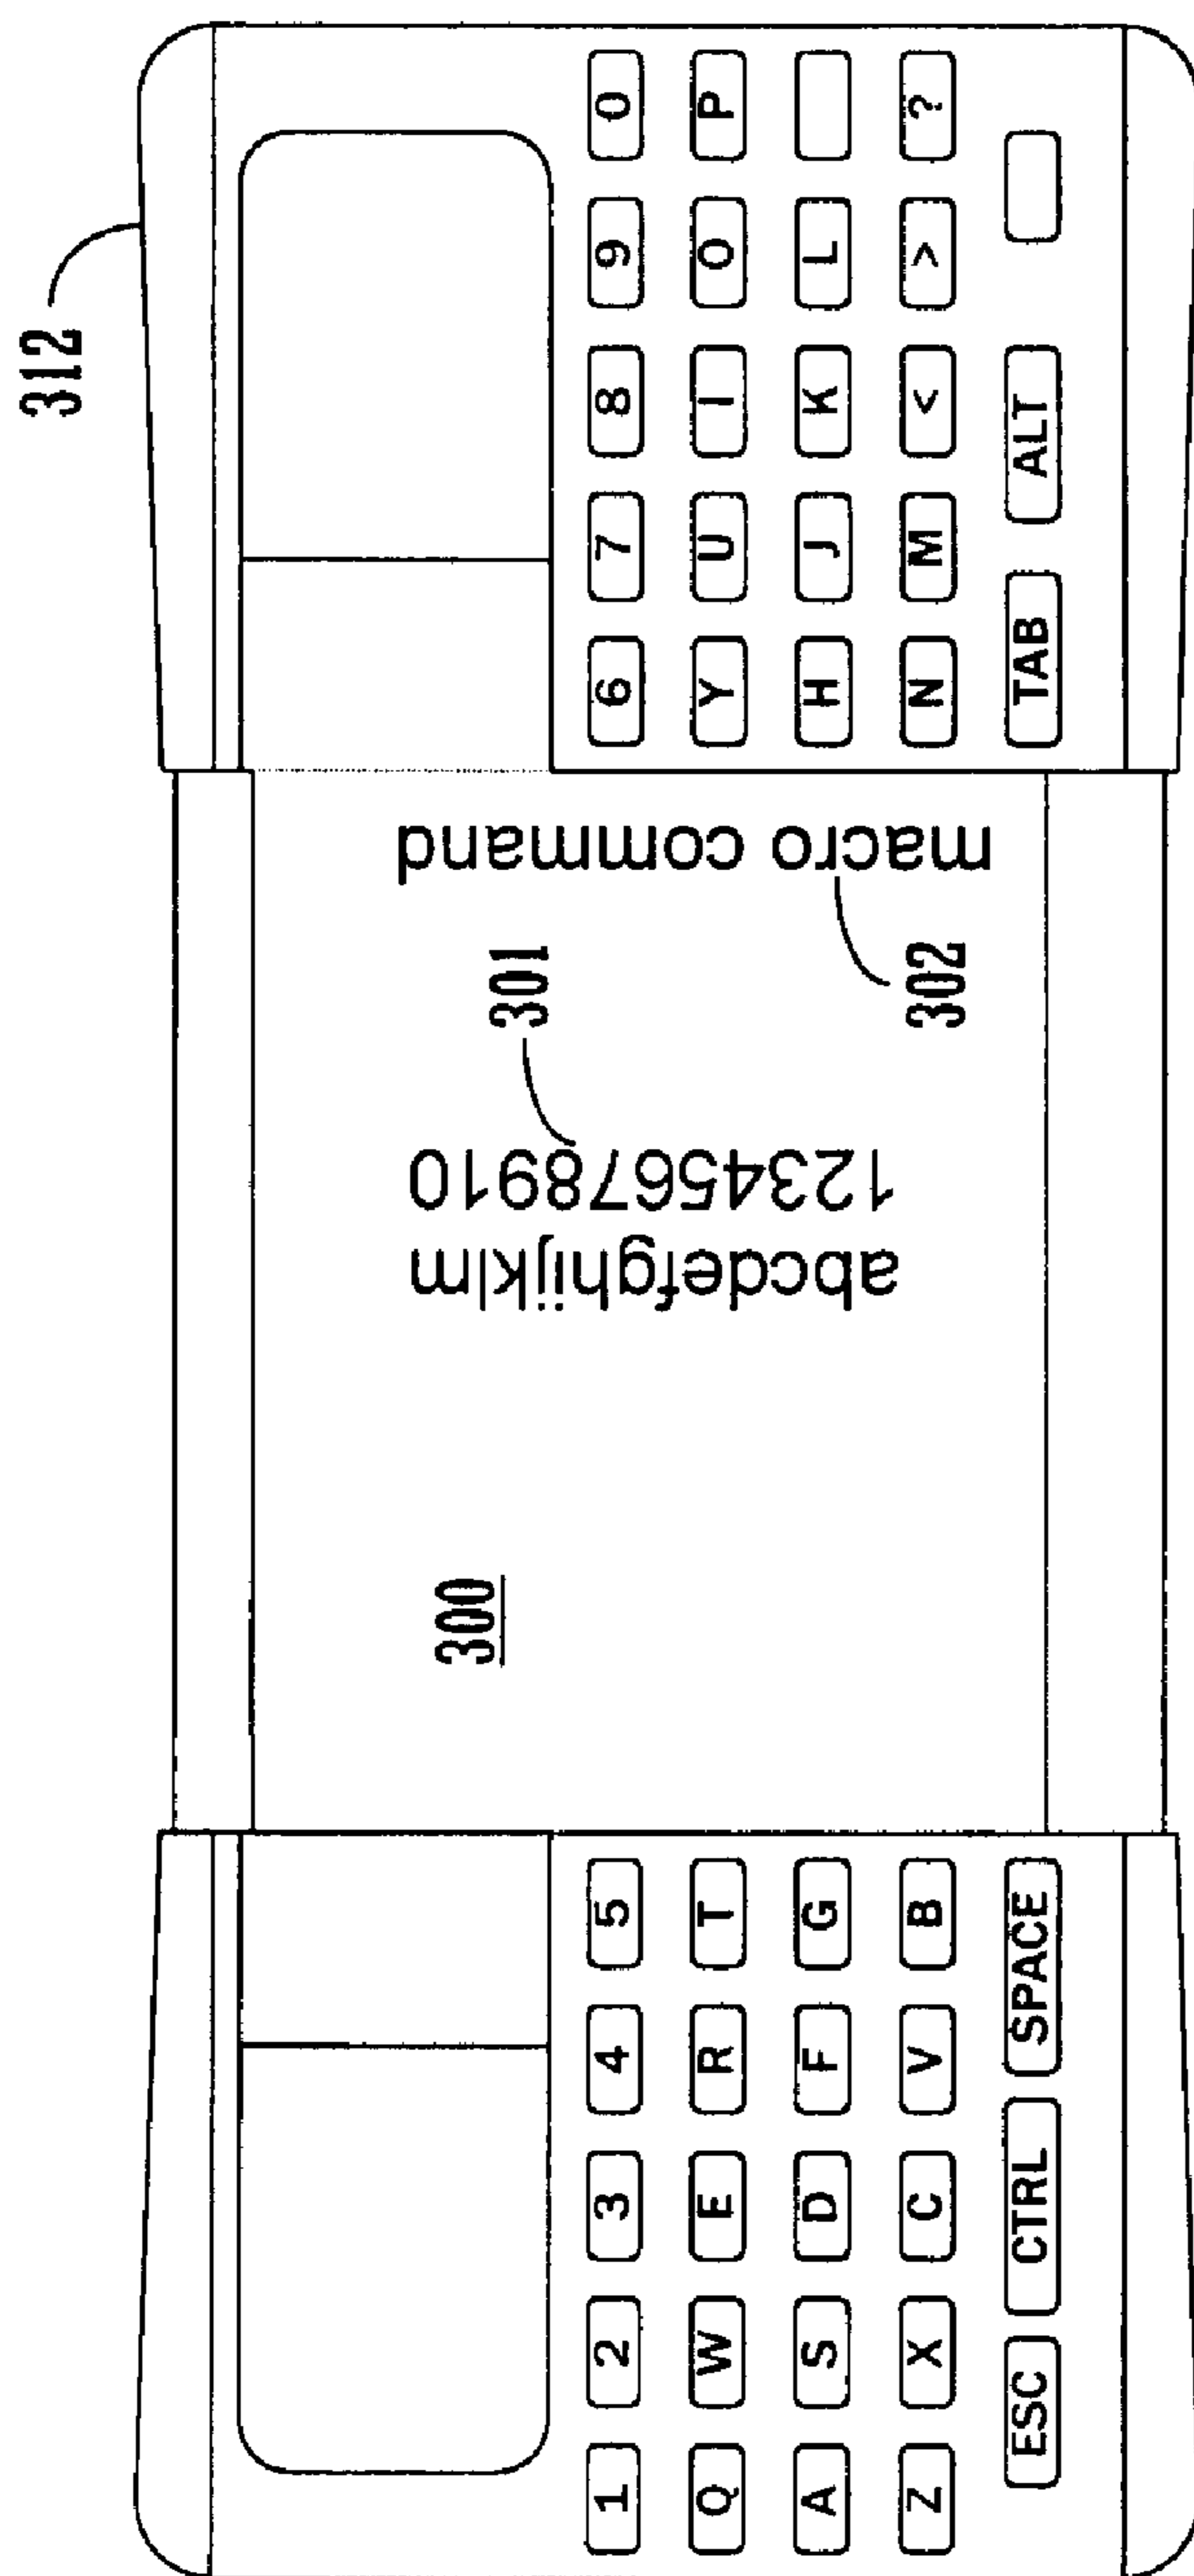 312
300
abcdefghijklm
12345678910
301
macro command
302
1 2 3 4 5
Q W E R T
A S D F G
Z X C V B
ESC CTRL SPACE
6 7 8 9 0
Y U I O P
H J K L
N M < > ?
TAB ALT